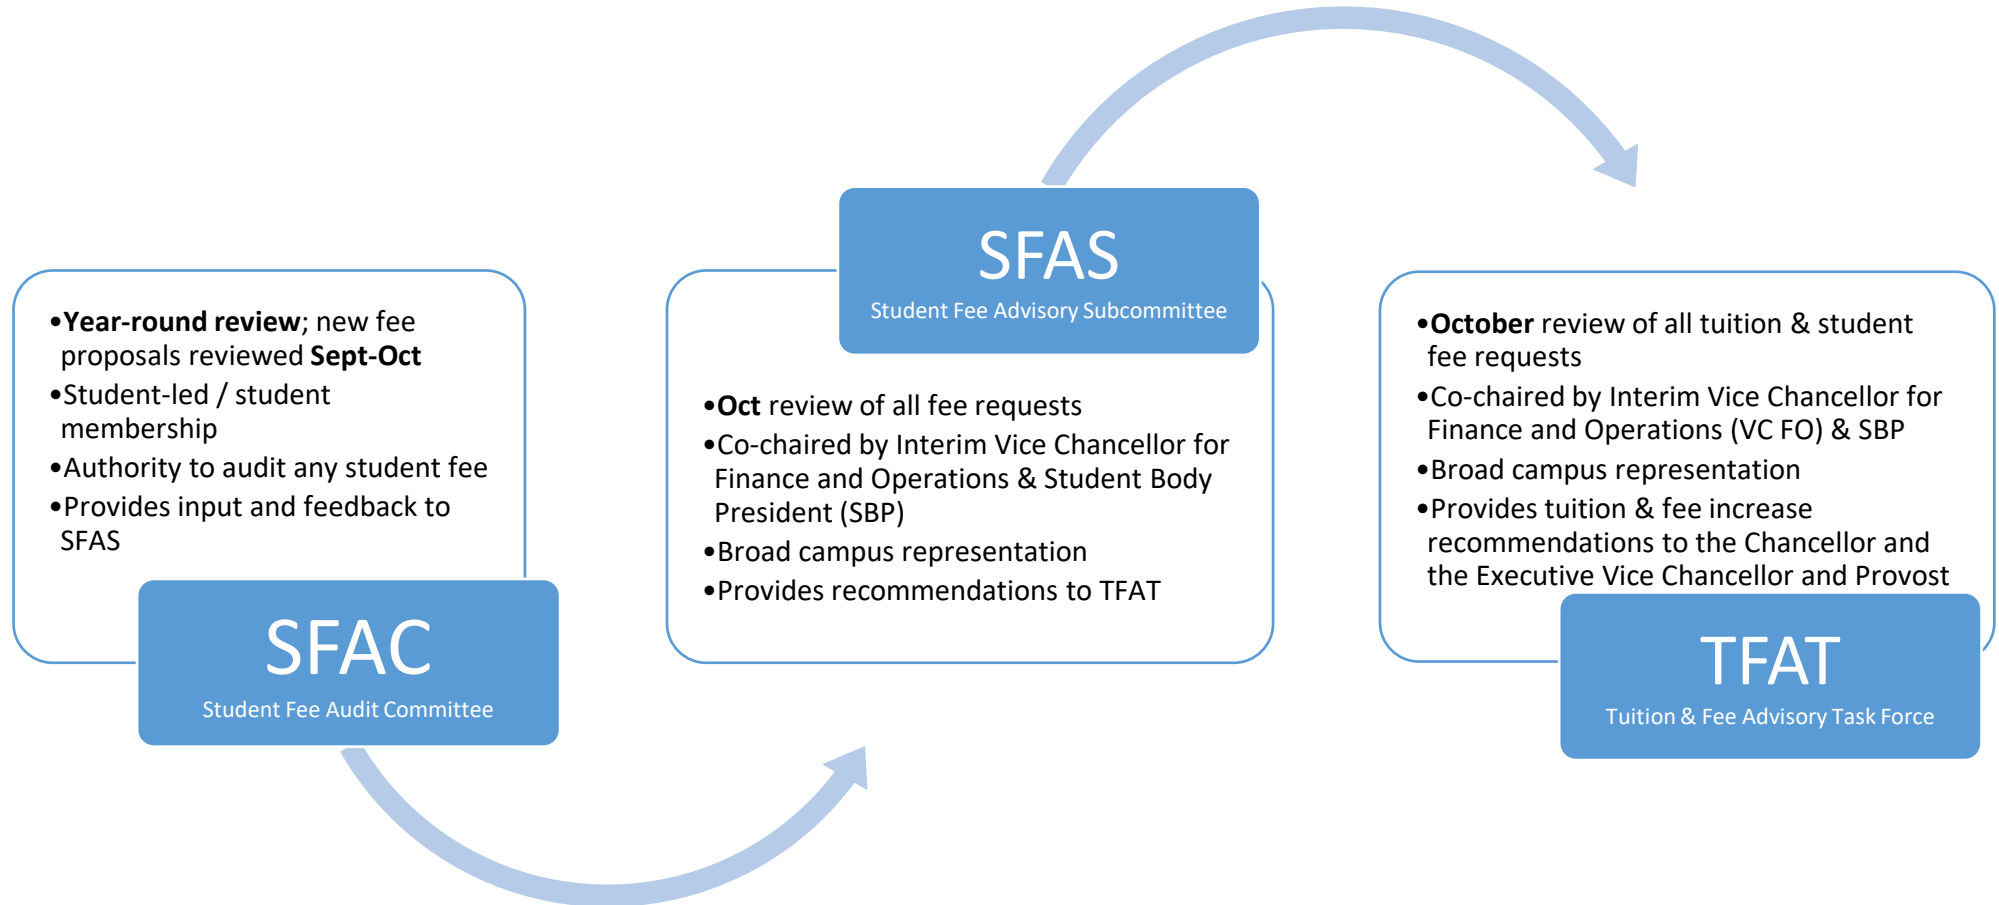 •Year-round review; new fee
proposals reviewed Sept-Oct
•Student-led / student
membership
•Authority to audit any student fee
•Provides input and feedback to
SFAS
SFAC
Student Fee Audit Committee
SFAS
Student Fee Advisory Subcommittee
•Oct review of all fee requests
•Co-chaired by Interim Vice Chancellor for
Finance and Operations & Student Body
President (SBP)
•Broad campus representation
•Provides recommendations to TFAT
•October review of all tuition & student
fee requests
•Co-chaired by Interim Vice Chancellor for
Finance and Operations (VC FO) & SBP
•Broad campus representation
•Provides tuition & fee increase
recommendations to the Chancellor and
the Executive Vice Chancellor and Provost
TFAT
Tuition & Fee Advisory Task Force